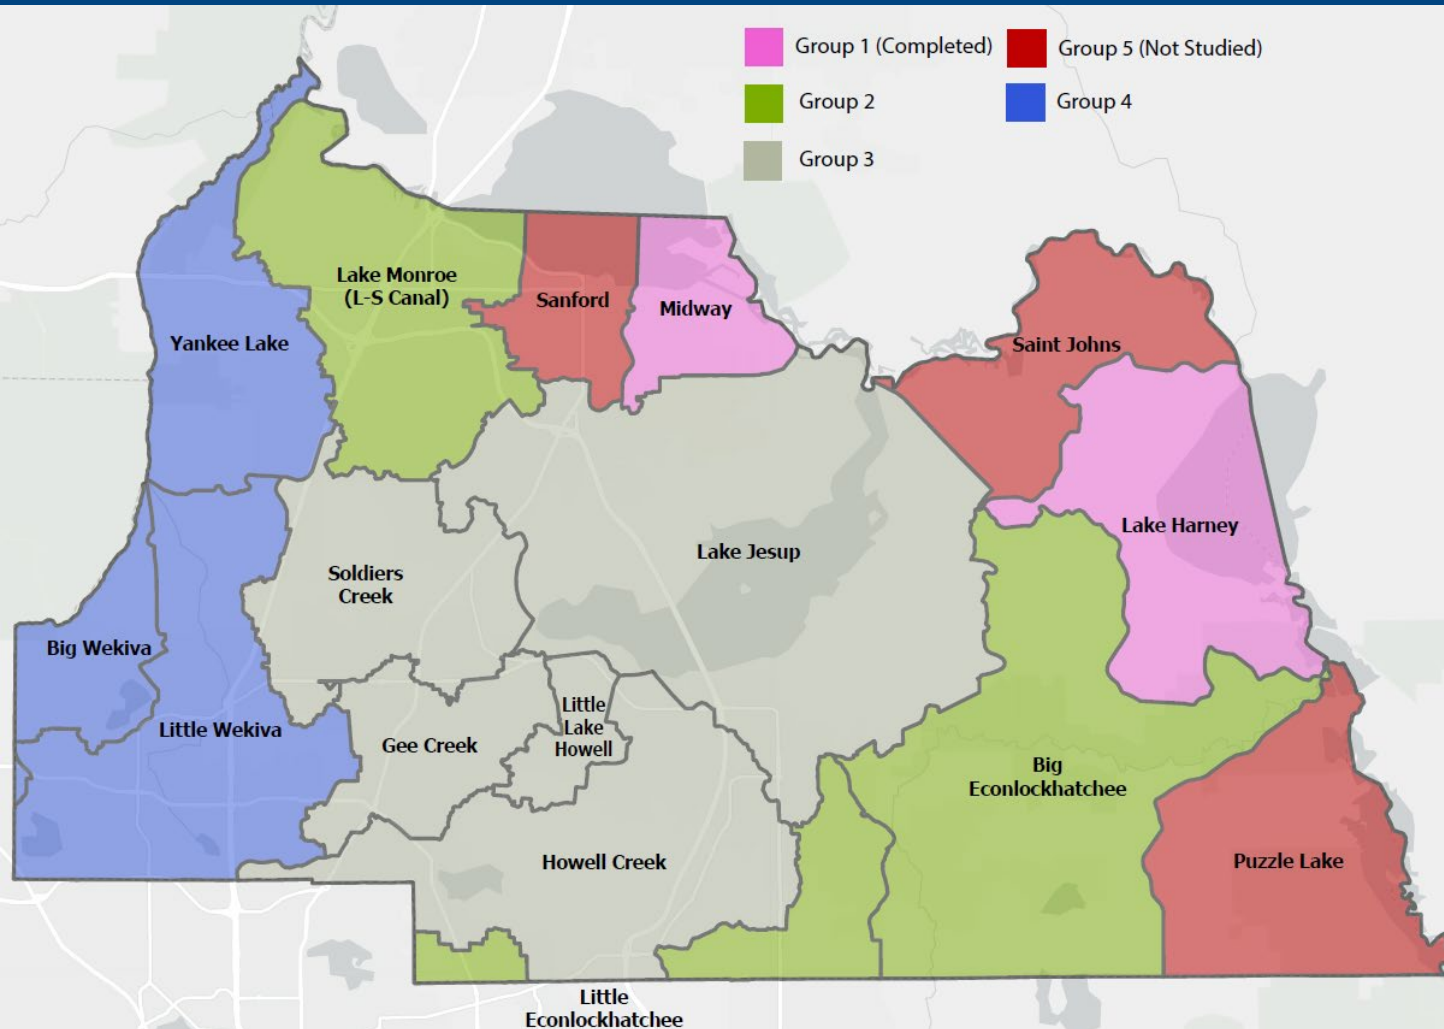 Group 1 (Completed)
Group 5 (Not Studied)
Group 2
Group 4
Group 3
Lake Monroe
(L-S Canal)
Sanford
Midway
Yankee Lake
Saint Johns
Lake Harney
Lake Jesup
Soldiers
Creek
Big Wekiva
Little Wekiva
Gee Creek
Little
Lake
Howell
Big
Econlockhatchee
Howell Creek
Puzzle Lake
Little
Econlockhatchee